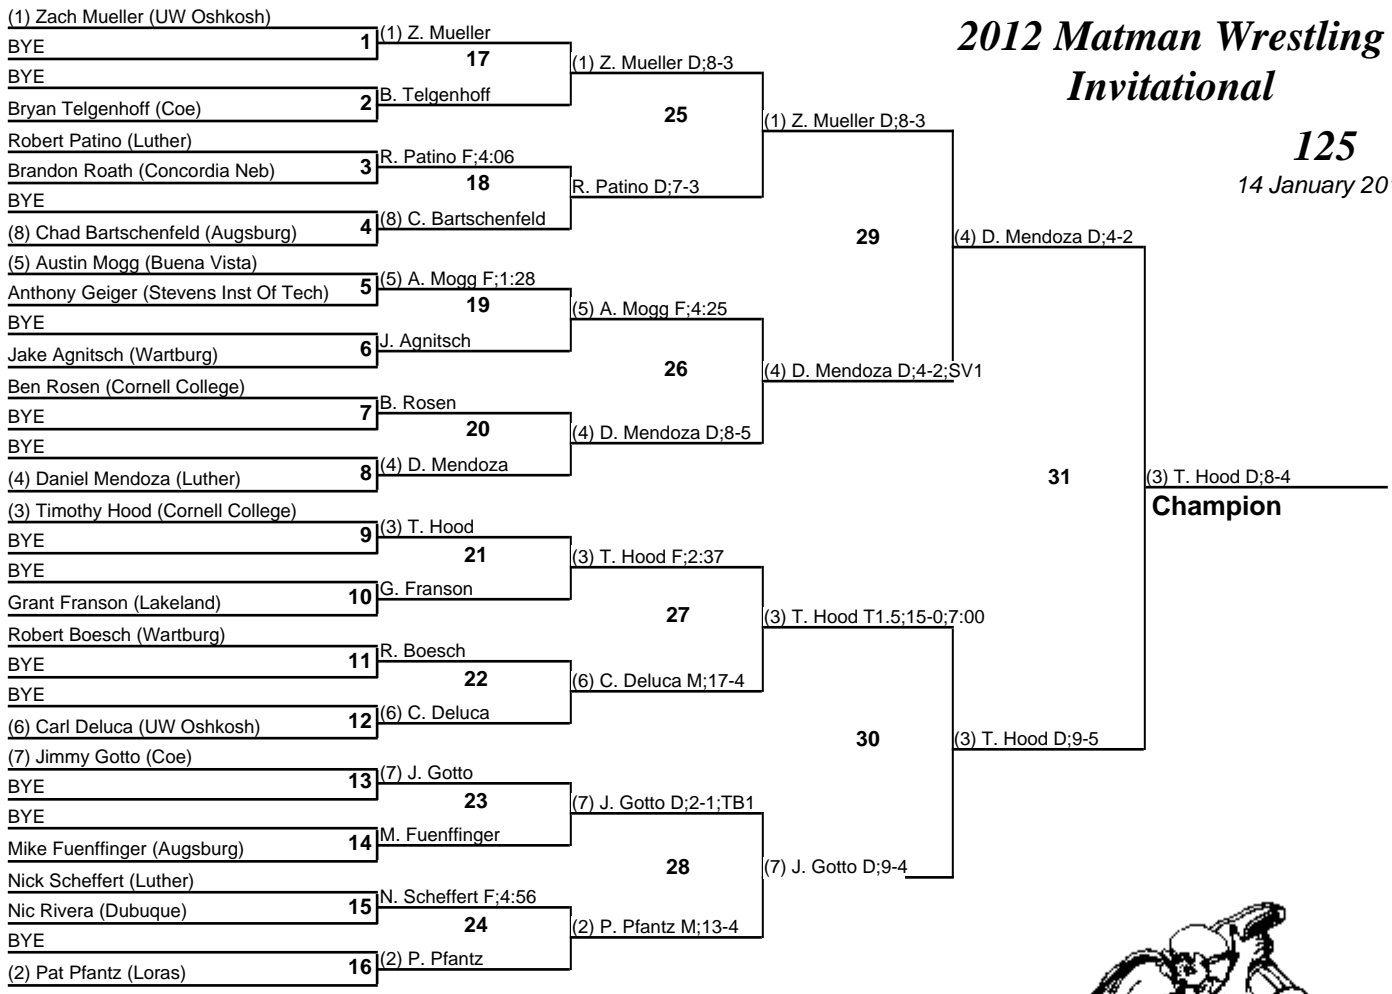 (1) Zach Mueller (UW Oshkosh)
BYE
1
BYE
Bryan Telgenhoff (Coe)
2
Robert Patino (Luther)
Brandon Roath (Concordia Neb)
3
BYE
(8) Chad Bartschenfeld (Augsburg)
4
(5) Austin Mogg (Buena Vista)
Anthony Geiger (Stevens Inst Of Tech)
5
BYE
Jake Agnitsch (Wartburg)
6
Ben Rosen (Cornell College)
BYE
7
BYE
(4) Daniel Mendoza (Luther)
8
(3) Timothy Hood (Cornell College)
BYE
9
BYE
Grant Franson (Lakeland)
10
Robert Boesch (Wartburg)
BYE
11
BYE
(6) Carl Deluca (UW Oshkosh)
12
(7) Jimmy Gotto (Coe)
BYE
13
BYE
Mike Fuenffinger (Augsburg)
14
Nick Scheffert (Luther)
Nic Rivera (Dubuque)
15
BYE
(2) Pat Pfantz (Loras)
16
(1) Z. Mueller
17
B. Telgenhoff
R. Patino F;4:06
18
(8) C. Bartschenfeld
(5) A. Mogg F;1:28
19
J. Agnitsch
B. Rosen
20
(4) D. Mendoza
(3) T. Hood
21
G. Franson
R. Boesch
22
(6) C. Deluca
(7) J. Gotto
23
M. Fuenffinger
N. Scheffert F;4:56
24
(2) P. Pfantz
(1) Z. Mueller D;8-3
25
R. Patino D;7-3
(5) A. Mogg F;4:25
26
(4) D. Mendoza D;8-5
(3) T. Hood F;2:37
27
(6) C. Deluca M;17-4
(7) J. Gotto D;2-1;TB1
28
(2) P. Pfantz M;13-4
(1) Z. Mueller D;8-3
29
(4) D. Mendoza D;4-2;SV1
(3) T. Hood T1.5;15-0;7:00
30
(7) J. Gotto D;9-4
(4) D. Mendoza D;4-2
31
(3) T. Hood D;9-5
(3) T. Hood D;8-4
Champion
2012 Matman Wrestling
Invitational
125
14 January 20